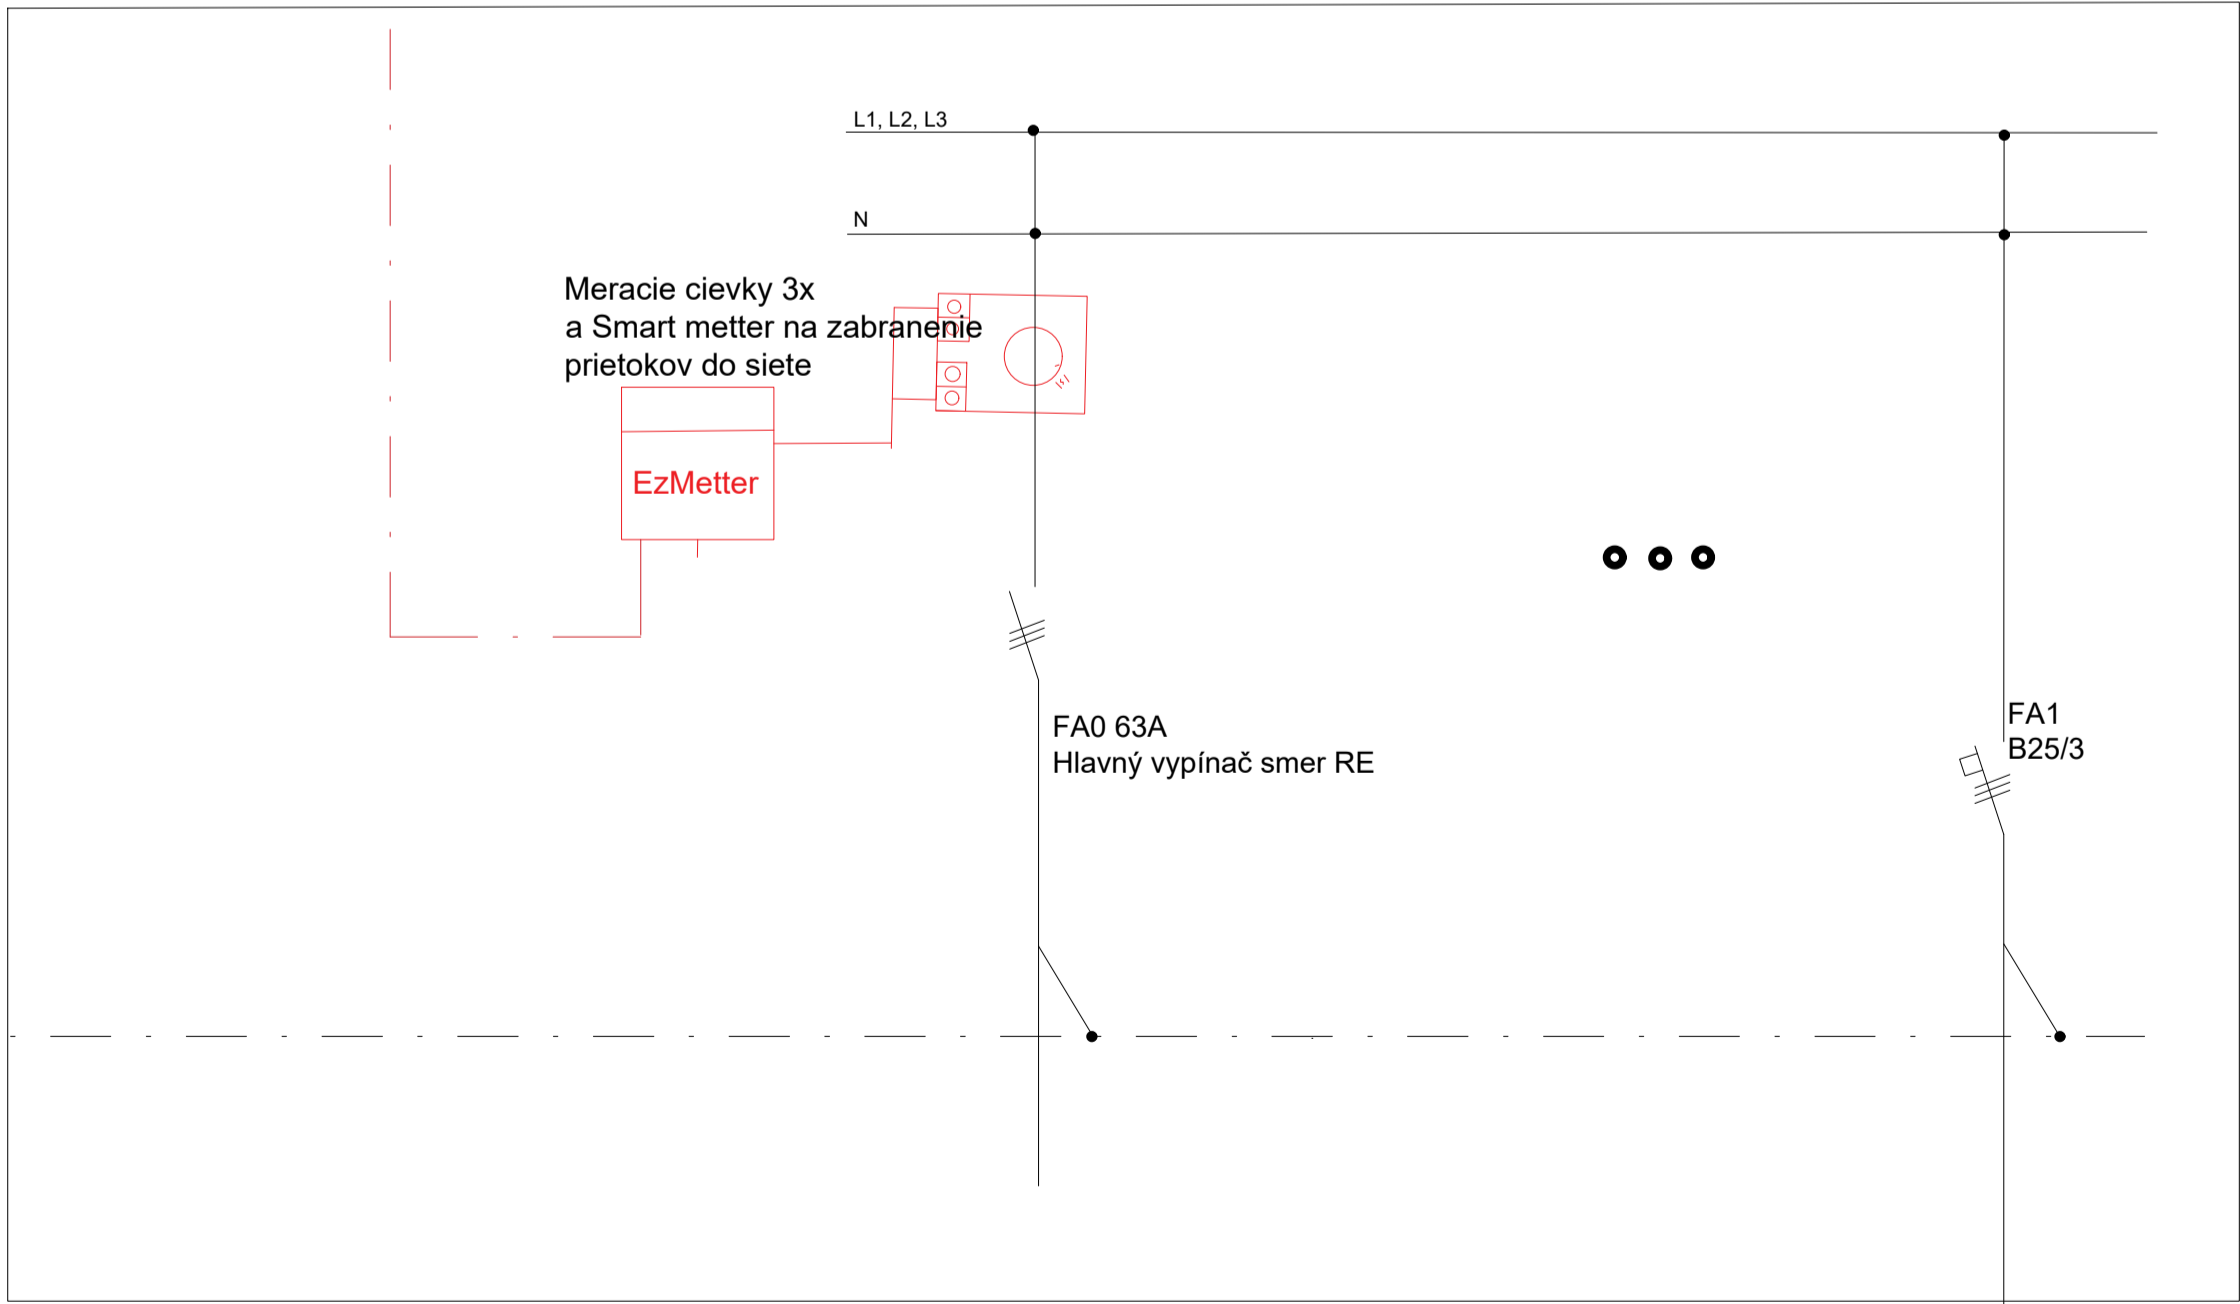 L1, L2, L3
N
Meracie cievky 3x
a Smart metter na zabranenie
prietokov do siete
EzMetter
FA0 63A
Hlavný vypínač smer RE
FA1
B25/3